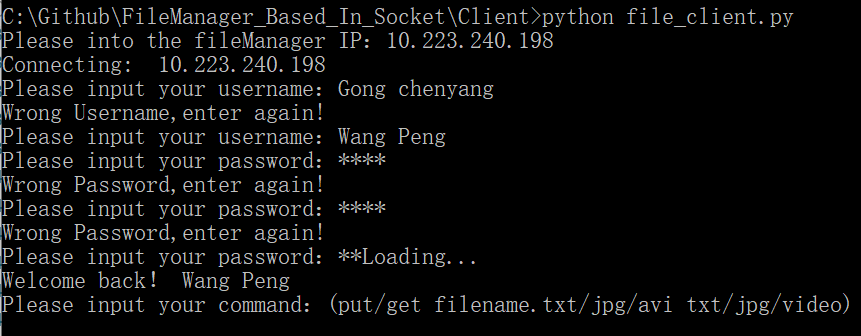 C:\Github\FileManager_Based_In_Socket\Client>python file_client.py
Please into the fileManager IP: 10.223.240.198
Connecting:  10.223.240.198
Please input your username: Gong chenyang
Wrong Username,enter again!
Please input your username: Wang Peng
Please input your password: ****
Wrong Password,enter again!
Please input your password: ****
Wrong Password,enter again!
Please input your password: **Loading...
Welcome back!  Wang Peng
Please input your command: (put/get filename.txt/jpg/avi txt/jpg/video)